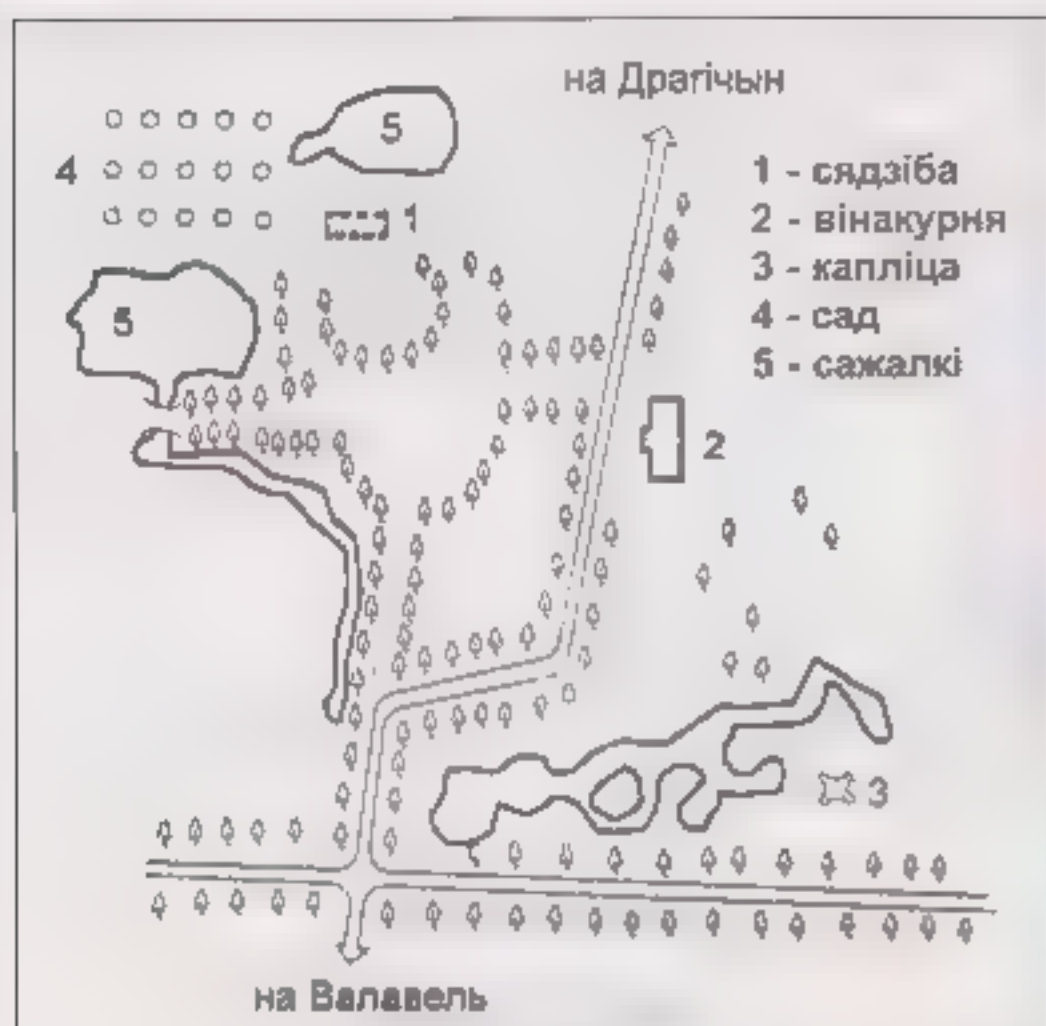 на Драгічын
1 - сядзіба
2 - вінакурня
3 - капліца
4 - сад
5 - сажалкі
5
4
1
5
2
3
на Валавель